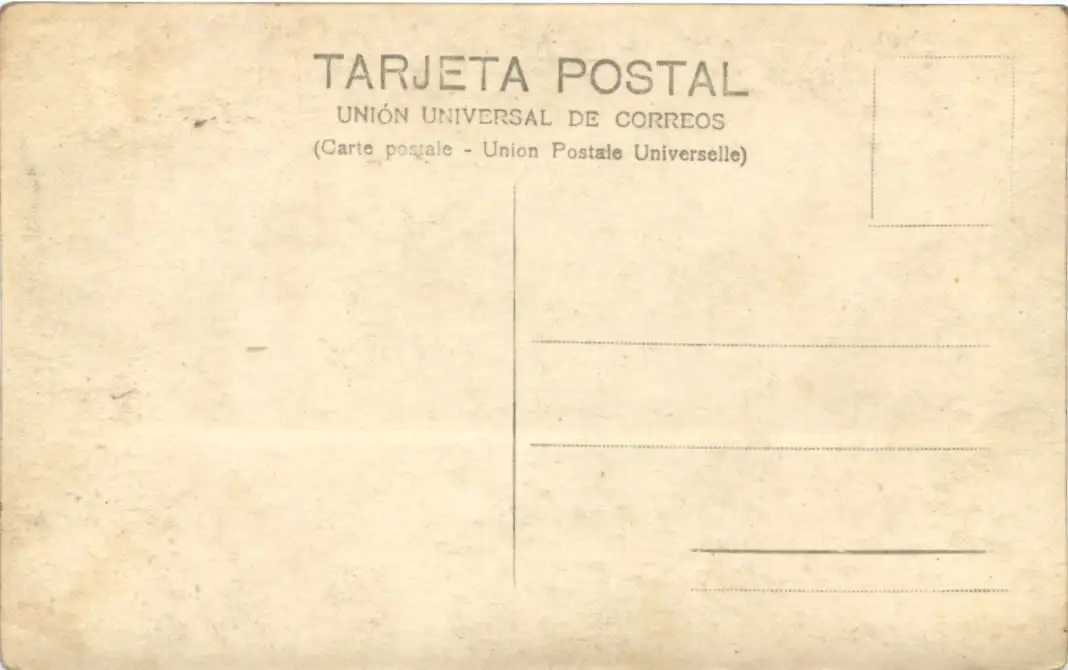 TARJETA POSTAL
UNIÓN UNIVERSAL DE CORREOS
(Carte postale - Union Postale Universelle)